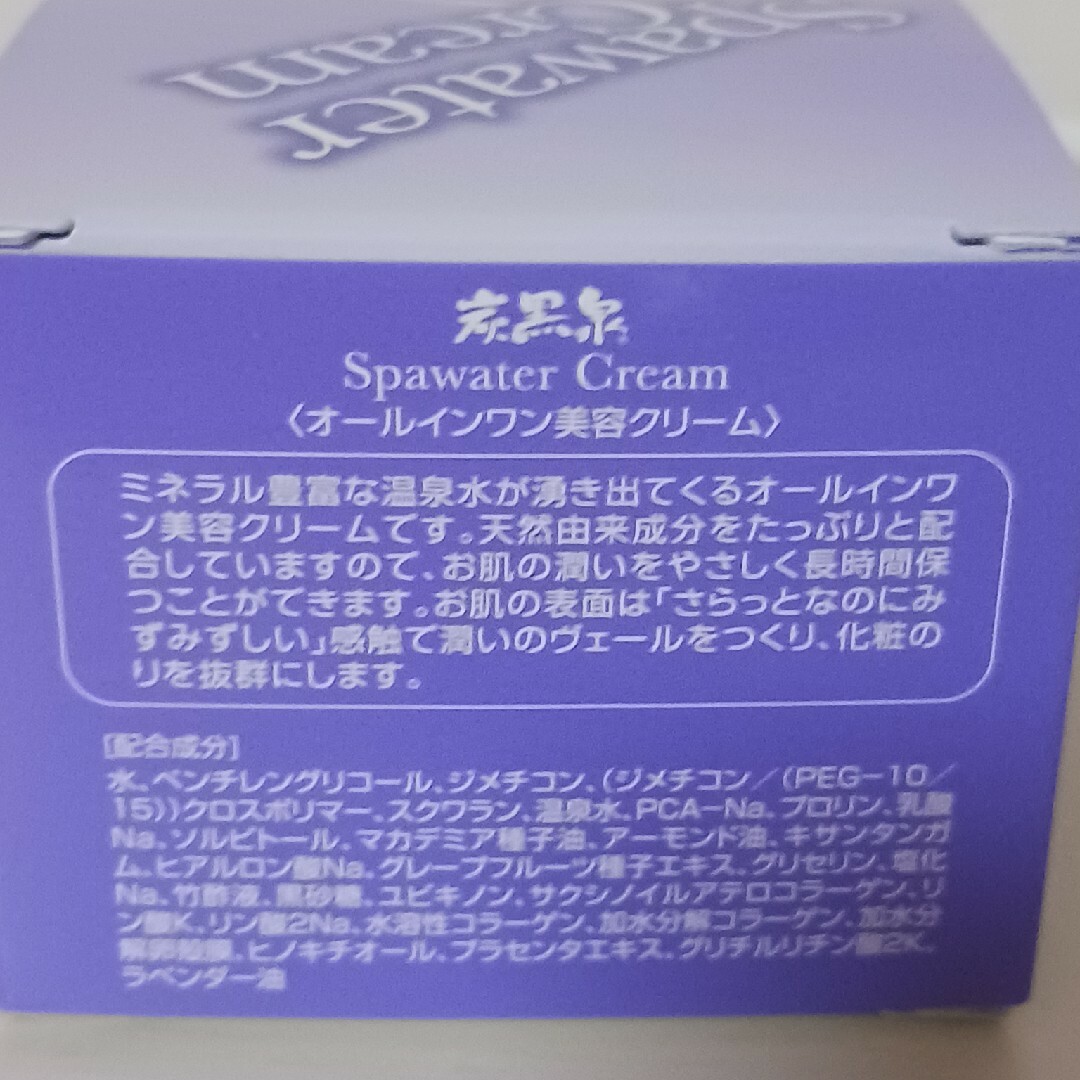 Spawater
Cream
炭黒泉
Spawater Cream
〈オールインワン美容クリーム〉
ミネラル豊富な温泉水が湧き出てくるオールインワ
ン美容クリームです。天然由来成分をたっぷりと配
合していますので、お肌の潤いをやさしく長時間保
つことができます。お肌の表面は「さらっとなのにみ
ずみずしい」感触で潤いのヴェールをつくり、化粧の
りを抜群にします。
[配合成分]
水、ペンチレングリコール、ジメチコン、(ジメチコン/(PEG-10/
15))クロスポリマー、スクワラン、温泉水、PCA-Na、プロリン、乳酸
Na、ソルビトール、マカデミア種子油、アーモンド油、キサンタンガ
ム、ヒアルロン酸Na、グレープフルーツ種子エキス、グリセリン、塩化
Na、竹酢液、黒砂糖、ユビキノン、サクシノイルアテロコラーゲン、リ
ン酸K、リン酸2Na、水溶性コラーゲン、加水分解コラーゲン、加水分
解卵殻膜、ヒノキチオール、プラセンタエキス、グリチルリチン酸2K、
ラベンダー油